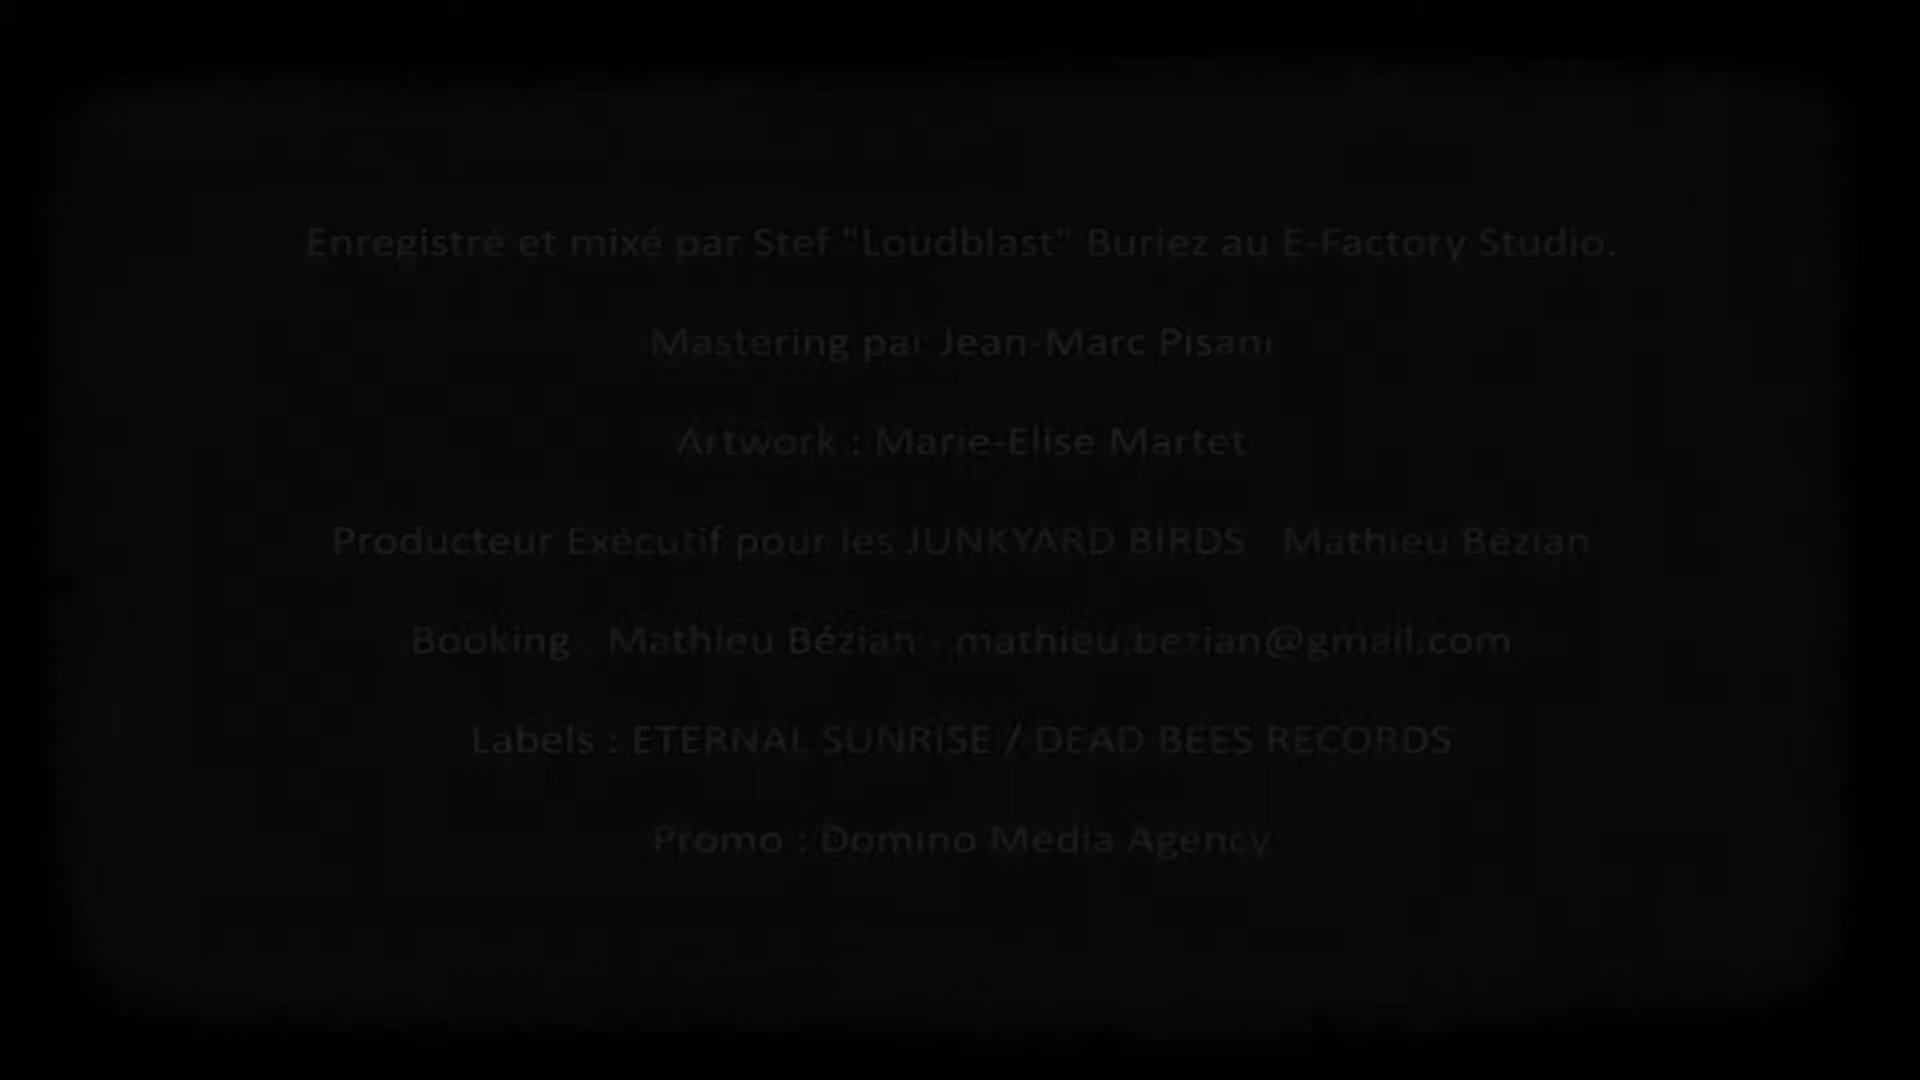 Enregistré et mixé par Stef "Loudblast" Buriez au E-Factory Studio.
Mastering par Jean-Marc Pisani
Artwork : Marie-Elise Martet
Producteur Exécutif pour les JUNKYARD BIRDS : Mathieu Bézian
Booking : Mathieu Bézian - mathieu.bezian@gmail.com
Labels : ETERNAL SUNRISE / DEAD BEES RECORDS
Promo : Domino Media Agency